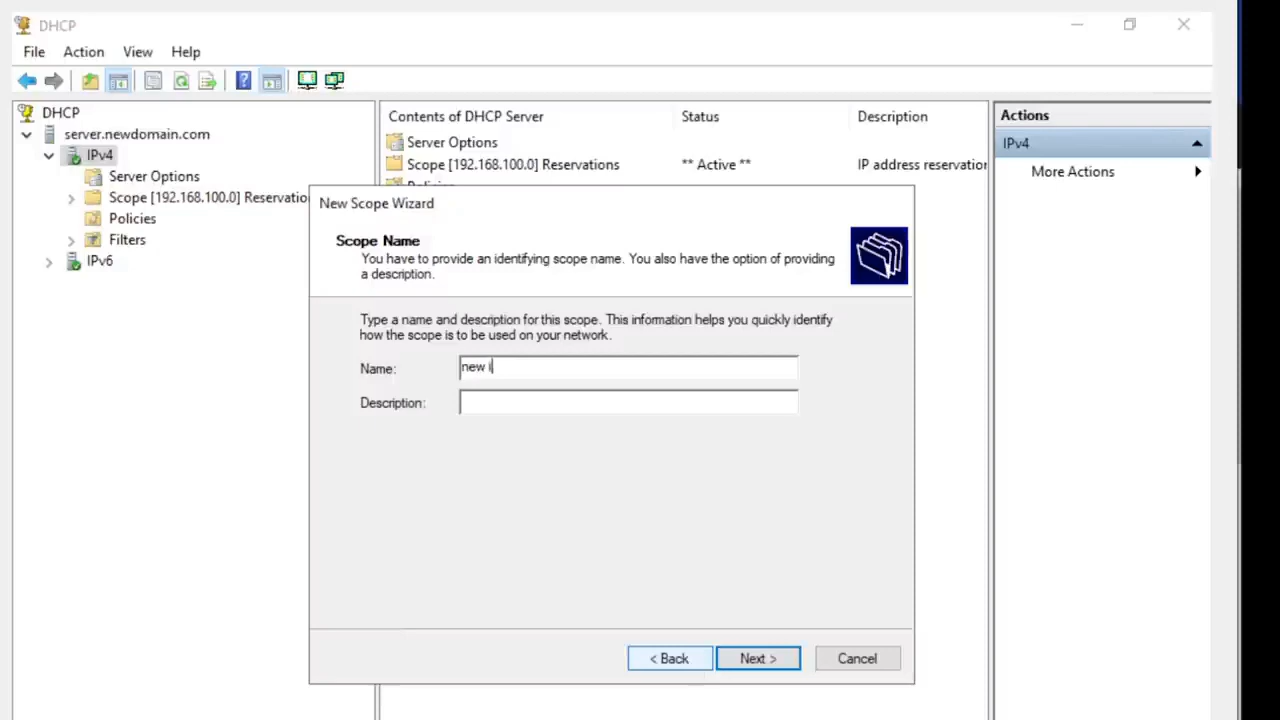 DHCP
File Action View Help
DHCP
server.newdomain.com
IPv4
Server Options
Scope [192.168.100.0] Reservatio
Policies
Filters
IPv6
Contents of DHCP Server Status Description
Server Options
Scope [192.168.100.0] Reservations ** Active ** IP address reservation
Policies
Actions
IPv4
More Actions
New Scope Wizard
Scope Name
You have to provide an identifying scope name. You also have the option of providing
a description.
Type a name and description for this scope. This information helps you quickly identify
how the scope is to be used on your network.
Name: new i
Description:
< Back Next > Cancel